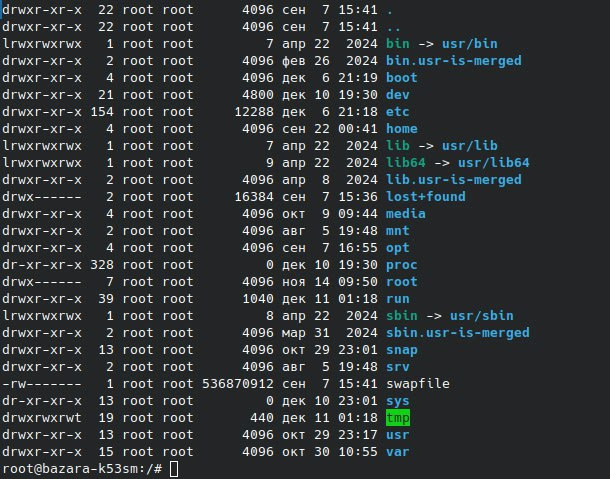 drwxr-xr-x  22 root root      4096 сен  7 15:41 .
drwxr-xr-x  22 root root      4096 сен  7 15:41 ..
lrwxrwxrwx   1 root root         7 апр 22  2024 bin -> usr/bin
drwxr-xr-x   2 root root      4096 фев 26  2024 bin.usr-is-merged
drwxr-xr-x   4 root root      4096 дек  6 21:19 boot
drwxr-xr-x  21 root root      4800 дек 10 19:30 dev
drwxr-xr-x 154 root root     12288 дек  6 21:18 etc
drwxr-xr-x   4 root root      4096 сен 22 00:41 home
lrwxrwxrwx   1 root root         7 апр 22  2024 lib -> usr/lib
lrwxrwxrwx   1 root root         9 апр 22  2024 lib64 -> usr/lib64
drwxr-xr-x   2 root root      4096 апр  8  2024 lib.usr-is-merged
drwx------   2 root root     16384 сен  7 15:36 lost+found
drwxr-xr-x   4 root root      4096 окт  9 09:44 media
drwxr-xr-x   2 root root      4096 авг  5 19:48 mnt
drwxr-xr-x   4 root root      4096 сен  7 16:55 opt
dr-xr-xr-x 328 root root         0 дек 10 19:30 proc
drwx------   7 root root      4096 ноя 14 09:50 root
drwxr-xr-x  39 root root      1040 дек 11 01:18 run
lrwxrwxrwx   1 root root         8 апр 22  2024 sbin -> usr/sbin
drwxr-xr-x   2 root root      4096 мар 31  2024 sbin.usr-is-merged
drwxr-xr-x  13 root root      4096 окт 29 23:01 snap
drwxr-xr-x   2 root root      4096 авг  5 19:48 srv
-rw-------   1 root root 536870912 сен  7 15:41 swapfile
dr-xr-xr-x  13 root root         0 дек 10 23:01 sys
drwxrwxrwt  19 root root       440 дек 11 01:18 tmp
drwxr-xr-x  13 root root      4096 окт 29 23:17 usr
drwxr-xr-x  15 root root      4096 окт 30 10:55 var
root@bazara-k53sm:/#